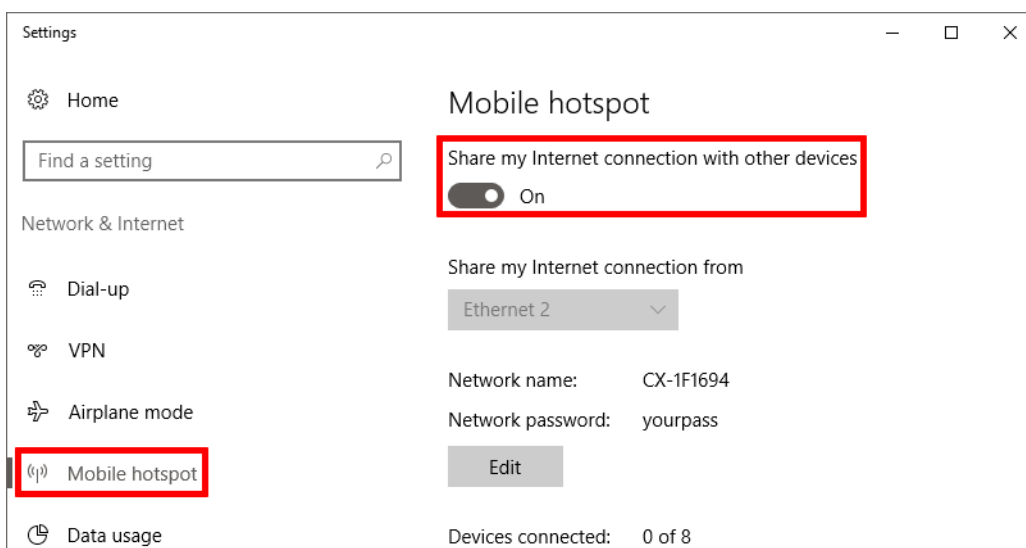 Settings
Home
Find a setting
Network & Internet
Dial-up
VPN
Airplane mode
Mobile hotspot
Data usage
Mobile hotspot
Share my Internet connection with other devices
On
Share my Internet connection from
Ethernet 2
Network name: CX-1F1694
Network password: yourpass
Edit
Devices connected: 0 of 8